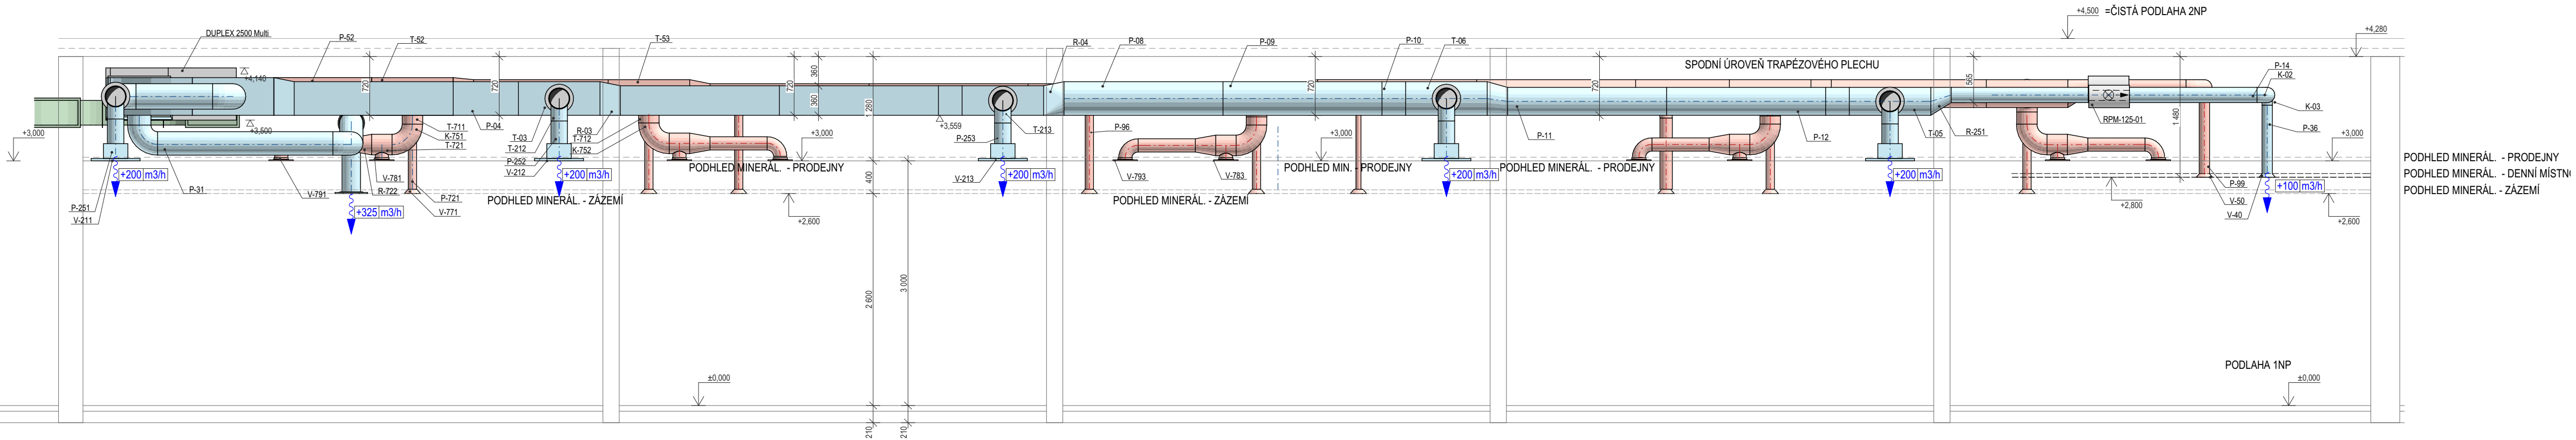 +4,500 =ČISTÁ PODLAHA 2NP
+4,280
DUPLEX 2500 Multi
P-52
T-52
T-53
R-04
P-08
P-09
P-10
T-06
SPODNÍ ÚROVEŇ TRAPÉZOVÉHO PLECHU
P-14
K-02
K-03
+4,140
720
720
720
360
360
1 280
720
720
565
1 480
+3,000
+3,500
P-04
T-711
K-751
T-721
T-03
T-212
P-252
V-212
R-03
T-712
K-752
+3,000
+3,559
P-253
T-213
P-96
+3,000
P-11
P-12
T-05
R-251
RPM-125-01
P-36
+3,000
+200 m3/h
P-31
V-791
V-781
R-722
P-721
V-771
+200 m3/h
PODHLED MINERÁL. - PRODEJNY
400
V-213
+200 m3/h
V-793
V-783
PODHLED MIN. - PRODEJNY
+200 m3/h
PODHLED MINERÁL. - PRODEJNY
+200 m3/h
P-99
V-50
V-40
+100 m3/h
PODHLED MINERÁL. - PRODEJNY
PODHLED MINERÁL. - DENNÍ MÍSTNO
PODHLED MINERÁL. - ZÁZEMÍ
P-251
V-211
+325 m3/h
PODHLED MINERÁL. - ZÁZEMÍ
+2,600
PODHLED MINERÁL. - ZÁZEMÍ
+2,800
+2,600
2 600
3 000
PODLAHA 1NP
±0,000
±0,000
210
210